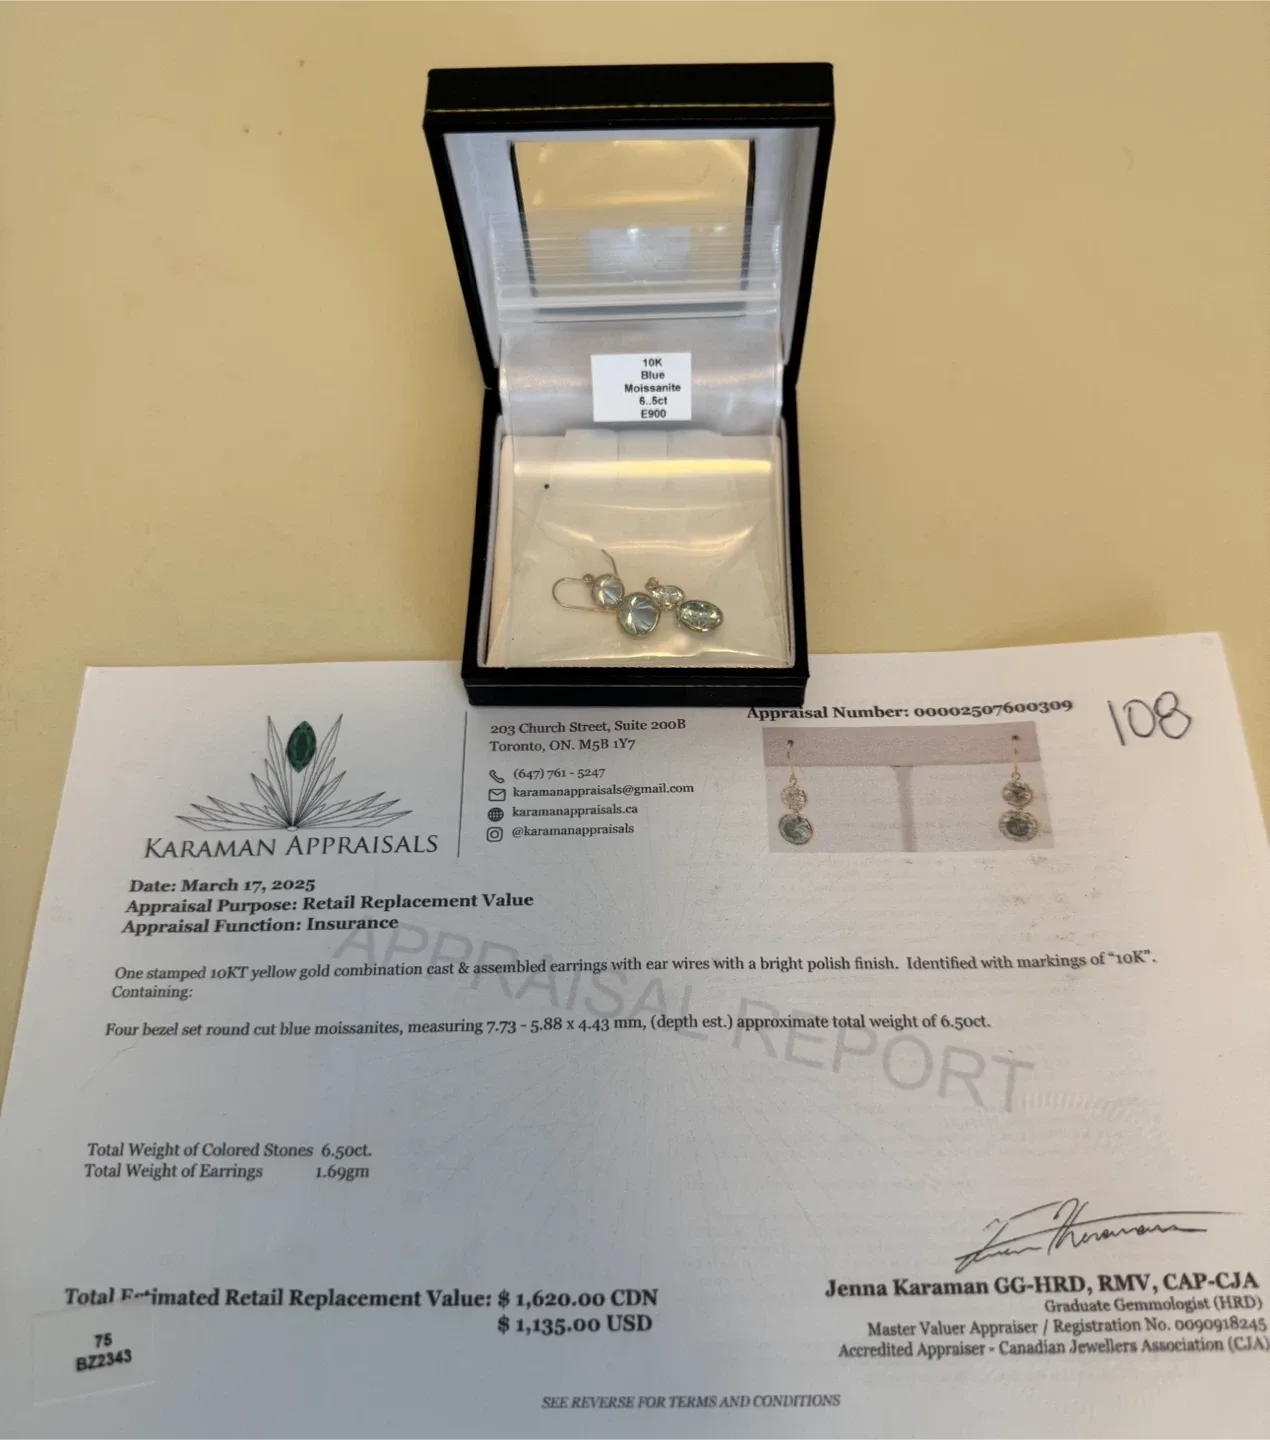 10K
Blue
Moissanite
6..5ct
E900
KARAMAN APPRAISALS
203 Church Street, Suite 200B
Toronto, ON. M5B 1Y7
(647) 761 - 5247
karamanappraisals@gmail.com
karamanappraisals.ca
@karamanappraisals
Appraisal Number: 00002507600309
108
Date: March 17, 2025
Appraisal Purpose: Retail Replacement Value
Appraisal Function: Insurance
APPRAISAL REPORT
One stamped 10KT yellow gold combination cast & assembled earrings with ear wires with a bright polish finish. Identified with markings of "10K".
Containing:
Four bezel set round cut blue moissanites, measuring 7.73 - 5.88 x 4.43 mm, (depth est.) approximate total weight of 6.50ct.
Total Weight of Colored Stones 6.50ct.
Total Weight of Earrings 1.69gm
Total Estimated Retail Replacement Value: $ 1,620.00 CDN
$ 1,135.00 USD
75
BZ2343
Jenna Karaman GG-HRD, RMV, CAP-CJA
Graduate Gemmologist (HRD)
Master Valuer Appraiser / Registration No. 0090918245
Accredited Appraiser - Canadian Jewellers Association (CJA)
SEE REVERSE FOR TERMS AND CONDITIONS